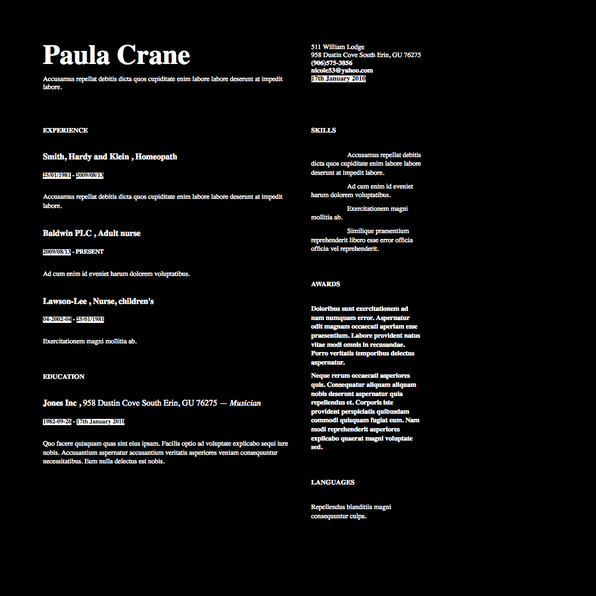 Paula Crane
Accusamus repellat debitis dicta quos cupiditate enim labore labore deserunt at impedit
labore.
511 William Lodge
958 Dustin Cove South Erin, GU 76275
(906)575-3856
nicole53@yahoo.com
17th January 2010
EXPERIENCE
Smith, Hardy and Klein , Homeopath
25/01/1981 - 2009/08/13
Accusamus repellat debitis dicta quos cupiditate enim labore labore deserunt at impedit
labore.
Baldwin PLC , Adult nurse
2009/08/13 - PRESENT
Ad cum enim id eveniet harum dolorem voluptatibus.
Lawson-Lee , Nurse, children's
04-2002-04 - 25/01/1981
Exercitationem magni mollitia ab.
EDUCATION
Jones Inc , 958 Dustin Cove South Erin, GU 76275 — Musician
1982-09-26 - 17th January 2010
Quo facere quisquam quas sint eius ipsam. Facilis optio ad voluptate explicabo sequi iure
nobis. Accusantium aspernatur accusantium veritatis asperiores veniam consequuntur
necessitatibus. Eum nulla delectus est nobis.
SKILLS
Accusamus repellat debitis
dicta quos cupiditate enim labore labore
deserunt at impedit labore.
Ad cum enim id eveniet
harum dolorem voluptatibus.
Exercitationem magni
mollitia ab.
Similique praesentium
reprehenderit libero esse error officia
officia vel reprehenderit.
AWARDS
Doloribus sunt exercitationem ad
nam numquam error. Aspernatur
odit magnam occaecati aperiam esse
praesentium. Labore provident natus
vitae modi omnis in recusandae.
Porro veritatis temporibus delectus
aspernatur.
Neque rerum occaecati asperiores
quis. Consequatur aliquam aliquam
nobis deserunt aspernatur quia
repellendus et. Corporis iste
provident perspiciatis quibusdam
commodi quisquam fugiat eum. Nam
modi reprehenderit asperiores
explicabo quaerat magni voluptate
sed.
LANGUAGES
Repellendus blanditiis magni
consequuntur culpa.